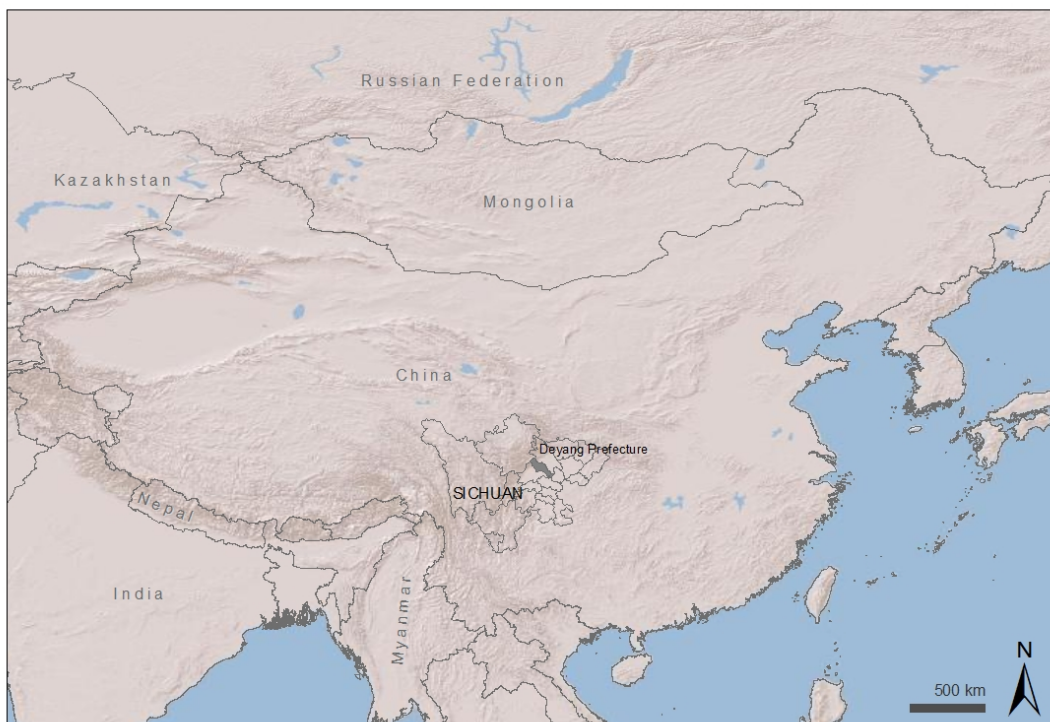 Russian Federation
Kazakhstan
Mongolia
China
Deyang Prefecture
SICHUAN
Nepal
India
Myanmar
N
500 km